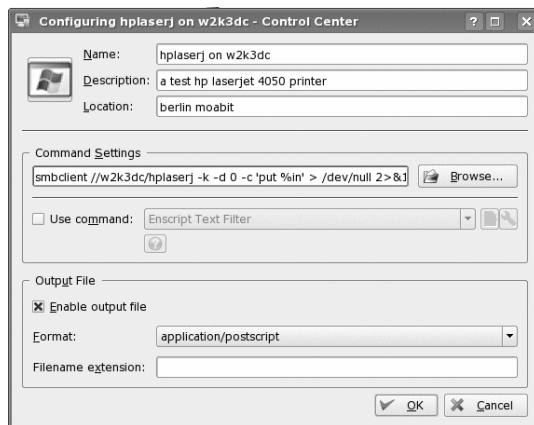 Configuring hplaserj on w2k3dc - Control Center
Name: hplaserj on w2k3dc
Description: a test hp laserjet 4050 printer
Location: berlin moabit
Command Settings
smbclient //w2k3dc/hplaserj -k -d 0 -c 'put %in' > /dev/null 2>&1 Browse...
Use command: Enscript Text Filter
Output File
Enable output file
Format: application/postscript
Filename extension:
OK Cancel